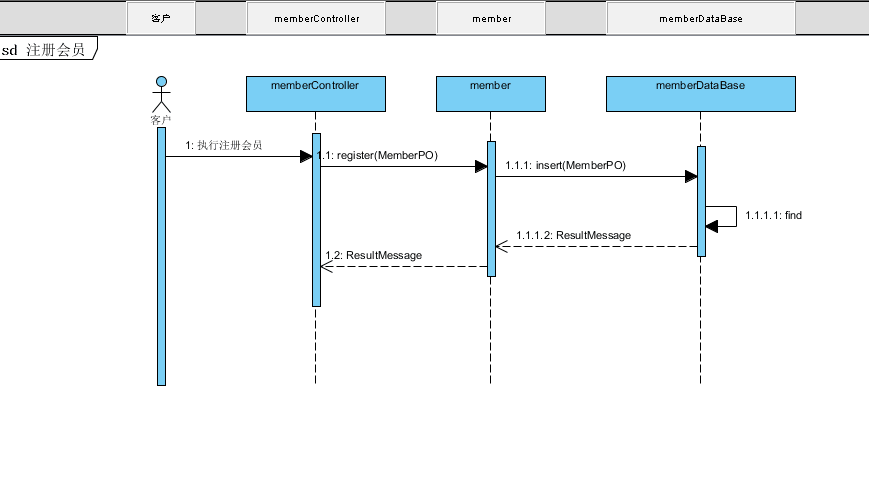 客户 memberController member memberDataBase
sd 注册会员
memberController member memberDataBase
客户
1: 执行注册会员
1.1: register(MemberPO)
1.1.1: insert(MemberPO)
1.1.1.1: find
1.1.1.2: ResultMessage
1.2: ResultMessage